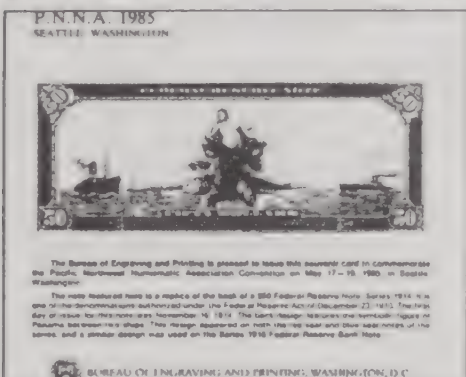 P.N.N.A. 1985
SEATTLE WASHINGTON
50
50
The Bureau of Engraving and Printing is pleased to issue this souvenir card to commemorate
the Pacific Northwest Numismatic Association Convention on May 17-19, 1985, in Seattle
Washington
The note featured here is a replica of the back of a $50 Federal Reserve Note Series 1914 It is
one of the denominations authorized under the Federal Reserve Act of December 23, 1913 The first
day of issue for this note was November 16, 1914 The back design features the symbolic figure of
Panama between two ships This design appeared on both the red seal and blue seal notes of the
series, and a similar design was used on the Series 1918 Federal Reserve Bank Note
BUREAU OF ENGRAVING AND PRINTING, WASHINGTON, D.C.